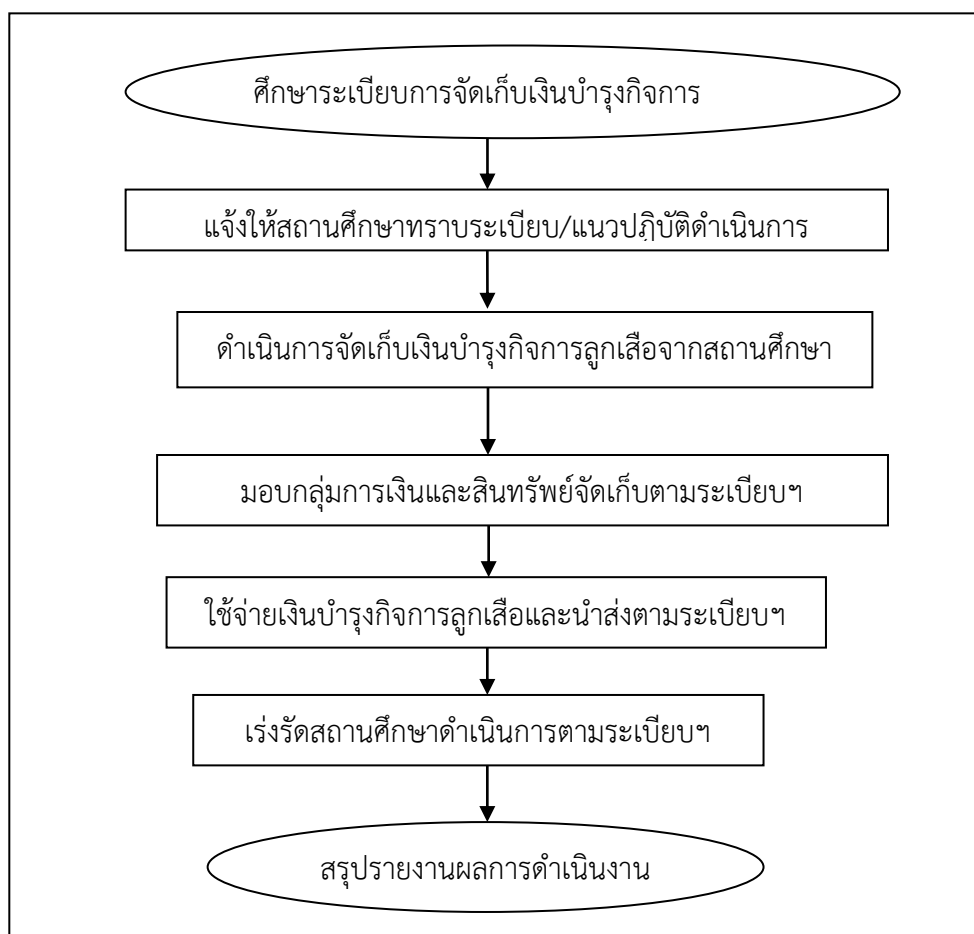 ศึกษาระเบียบการจัดเก็บเงินบำรุงกิจการ
แจ้งให้สถานศึกษาทราบระเบียบ/แนวปฏิบัติดำเนินการ
ดำเนินการจัดเก็บเงินบำรุงกิจการลูกเสือจากสถานศึกษา
มอบกลุ่มการเงินและสินทรัพย์จัดเก็บตามระเบียบฯ
ใช้จ่ายเงินบำรุงกิจการลูกเสือและนำส่งตามระเบียบฯ
เร่งรัดสถานศึกษาดำเนินการตามระเบียบฯ
สรุปรายงานผลการดำเนินงาน